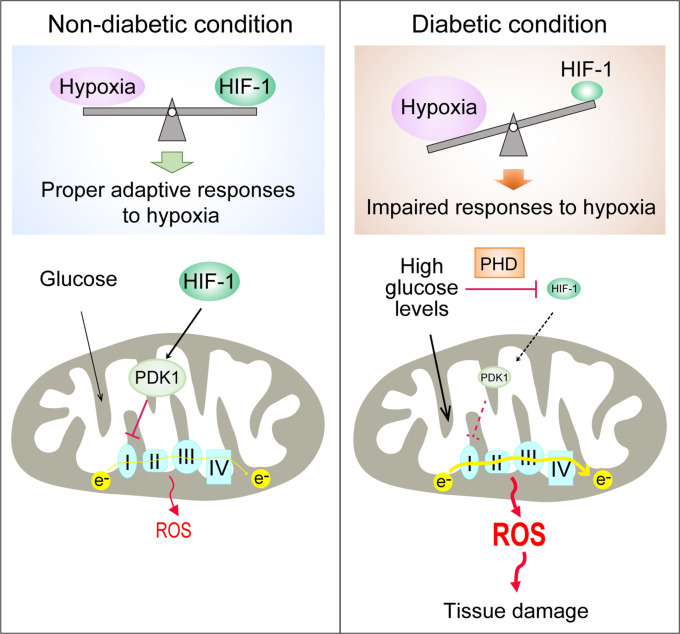 Non-diabetic condition
Hypoxia
HIF-1
Proper adaptive responses
to hypoxia
Glucose
HIF-1
PDK1
I
II
III
IV
e-
e-
ROS
Diabetic condition
HIF-1
Hypoxia
Impaired responses to hypoxia
High
glucose
levels
PHD
HIF-1
PDK1
I
II
III
IV
e-
e-
ROS
Tissue damage